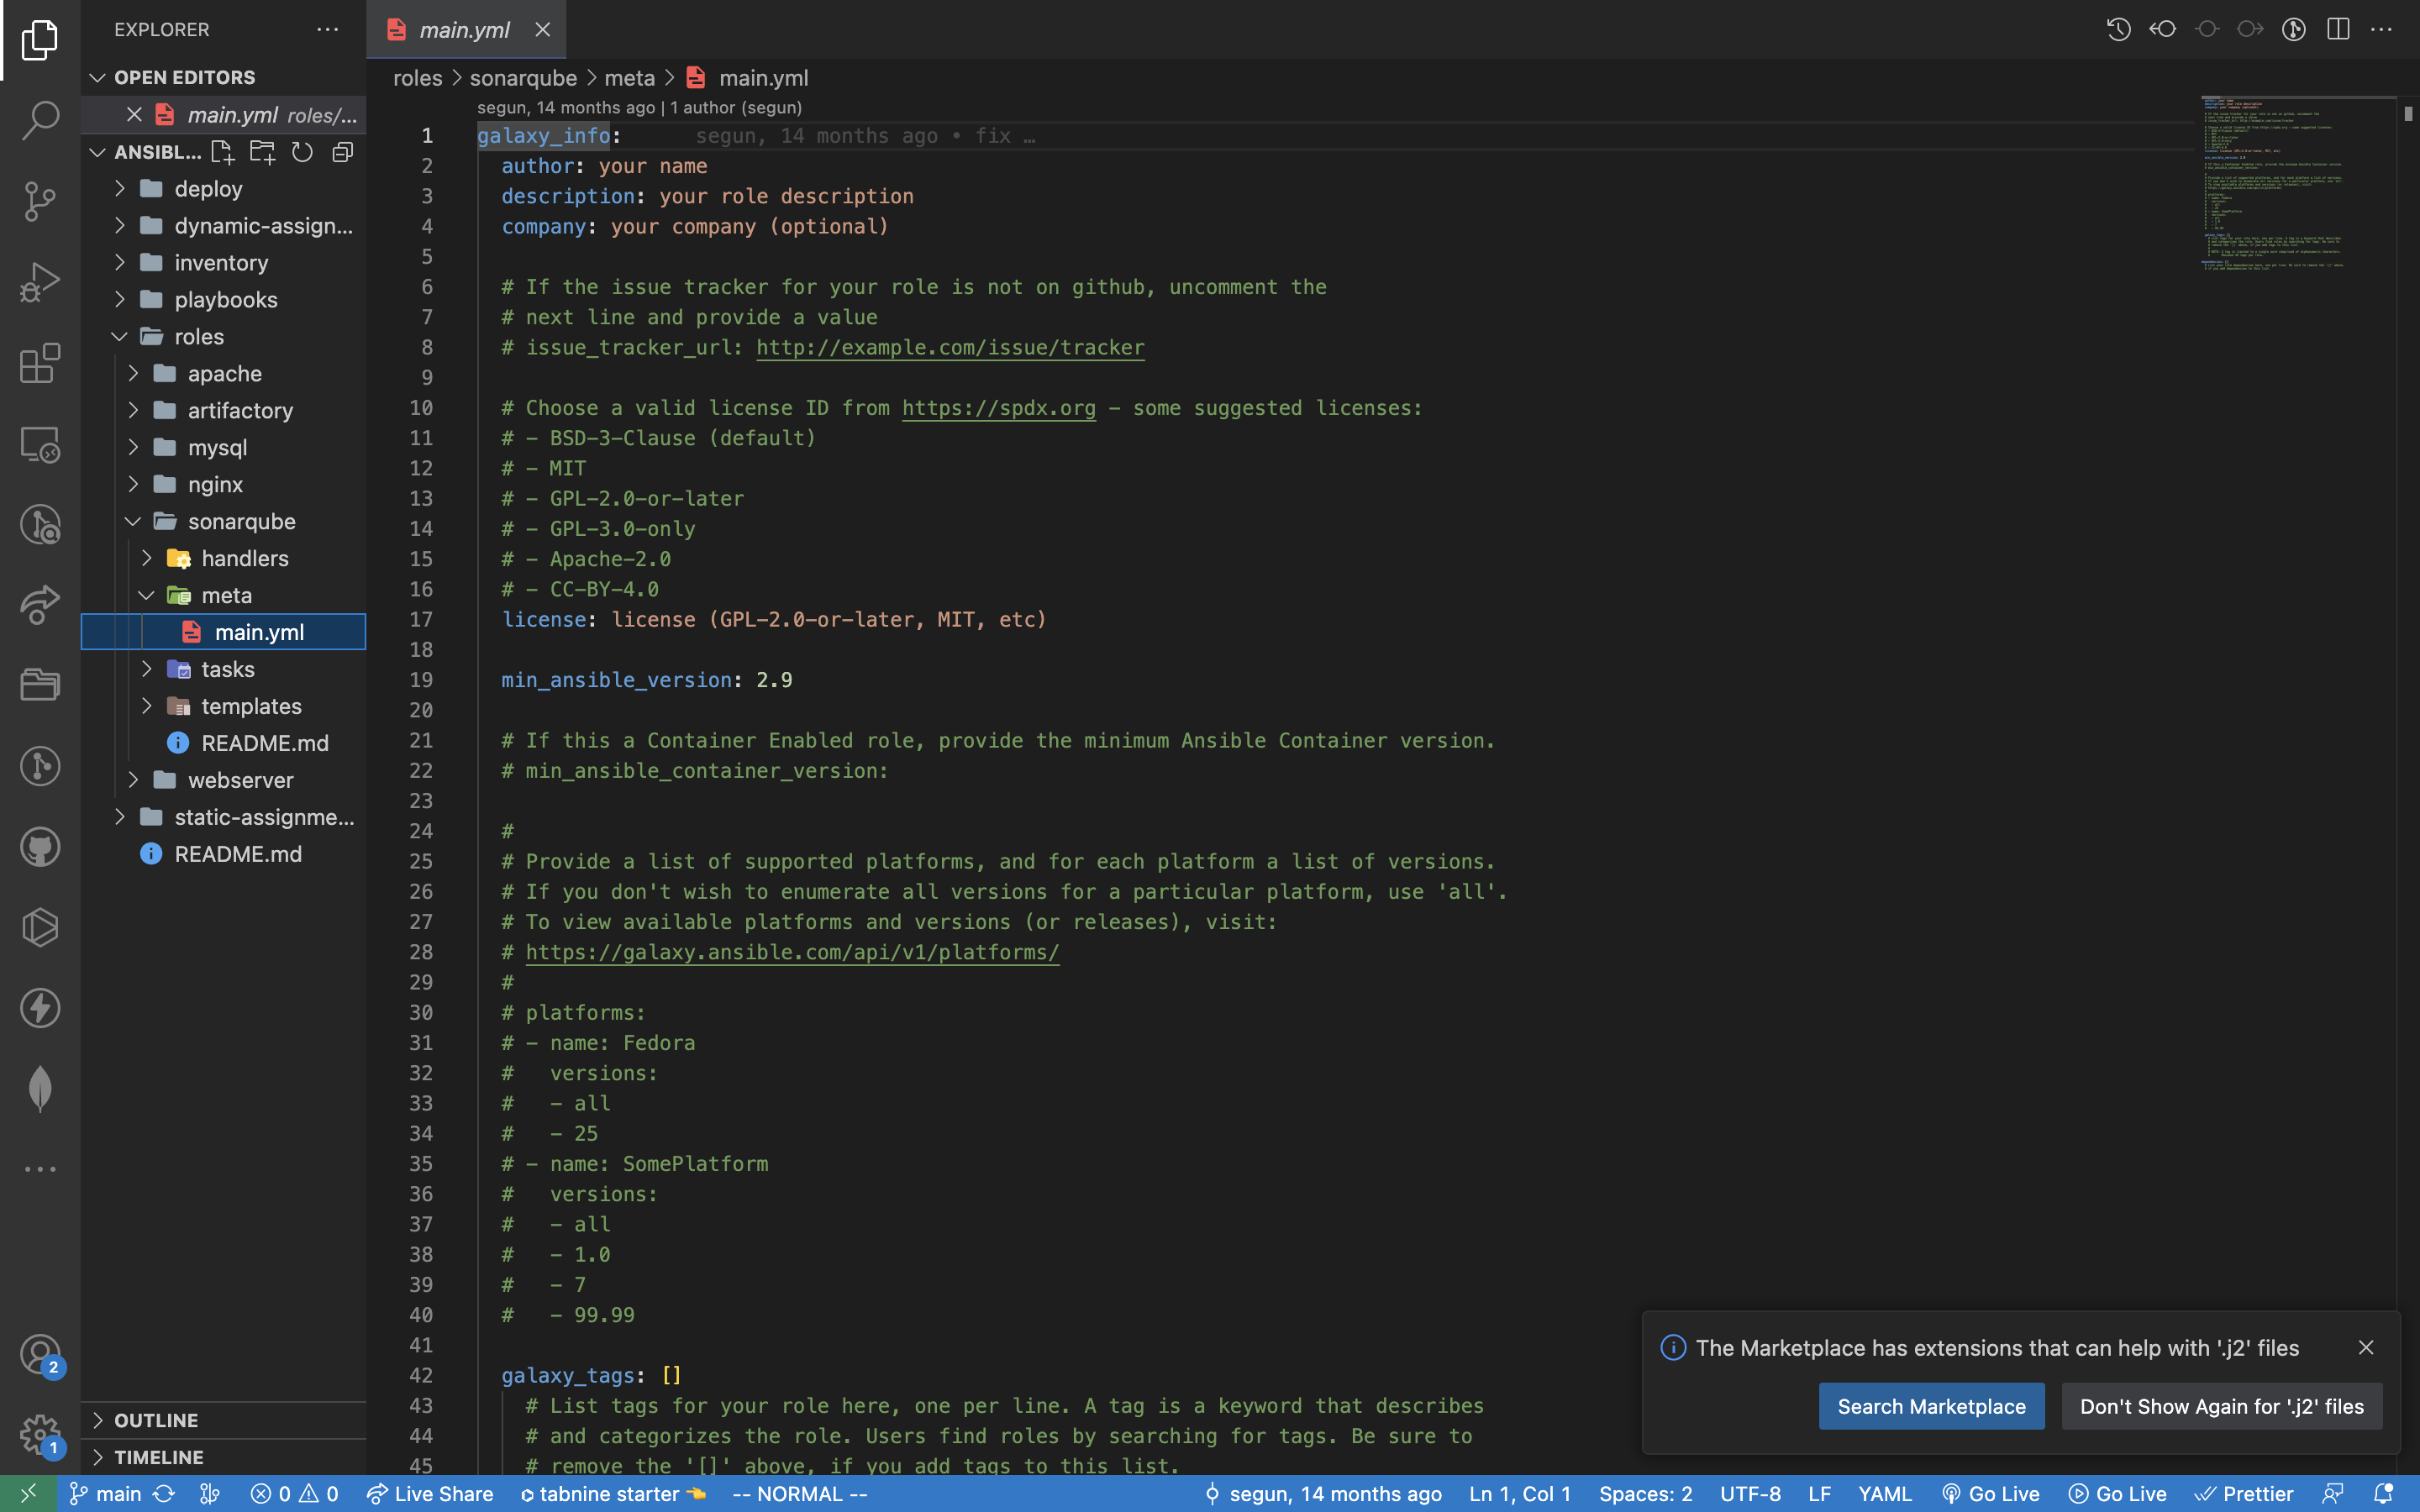 EXPLORER
OPEN EDITORS
main.yml roles/...
ANSIBL...
deploy
dynamic-assign...
inventory
playbooks
roles
apache
artifactory
mysql
nginx
sonarqube
handlers
meta
main.yml
tasks
templates
README.md
webserver
static-assignme...
README.md
OUTLINE
TIMELINE
2
1
main.yml
roles > sonarqube > meta > main.yml
segun, 14 months ago | 1 author (segun)
1 galaxy_info: segun, 14 months ago • fix …
2 author: your name
3 description: your role description
4 company: your company (optional)
5
6 # If the issue tracker for your role is not on github, uncomment the
7 # next line and provide a value
8 # issue_tracker_url: http://example.com/issue/tracker
9
10 # Choose a valid license ID from https://spdx.org - some suggested licenses:
11 # - BSD-3-Clause (default)
12 # - MIT
13 # - GPL-2.0-or-later
14 # - GPL-3.0-only
15 # - Apache-2.0
16 # - CC-BY-4.0
17 license: license (GPL-2.0-or-later, MIT, etc)
18
19 min_ansible_version: 2.9
20
21 # If this a Container Enabled role, provide the minimum Ansible Container version.
22 # min_ansible_container_version:
23
24 #
25 # Provide a list of supported platforms, and for each platform a list of versions.
26 # If you don't wish to enumerate all versions for a particular platform, use 'all'.
27 # To view available platforms and versions (or releases), visit:
28 # https://galaxy.ansible.com/api/v1/platforms/
29 #
30 # platforms:
31 # - name: Fedora
32 #   versions:
33 #   - all
34 #   - 25
35 # - name: SomePlatform
36 #   versions:
37 #   - all
38 #   - 1.0
39 #   - 7
40 #   - 99.99
41
42 galaxy_tags: []
43 # List tags for your role here, one per line. A tag is a keyword that describes
44 # and categorizes the role. Users find roles by searching for tags. Be sure to
45 # remove the '[]' above, if you add tags to this list.
The Marketplace has extensions that can help with '.j2' files
Search Marketplace
Don't Show Again for '.j2' files
main 0 0 Live Share tabnine starter -- NORMAL -- segun, 14 months ago Ln 1, Col 1 Spaces: 2 UTF-8 LF YAML Go Live Go Live Prettier